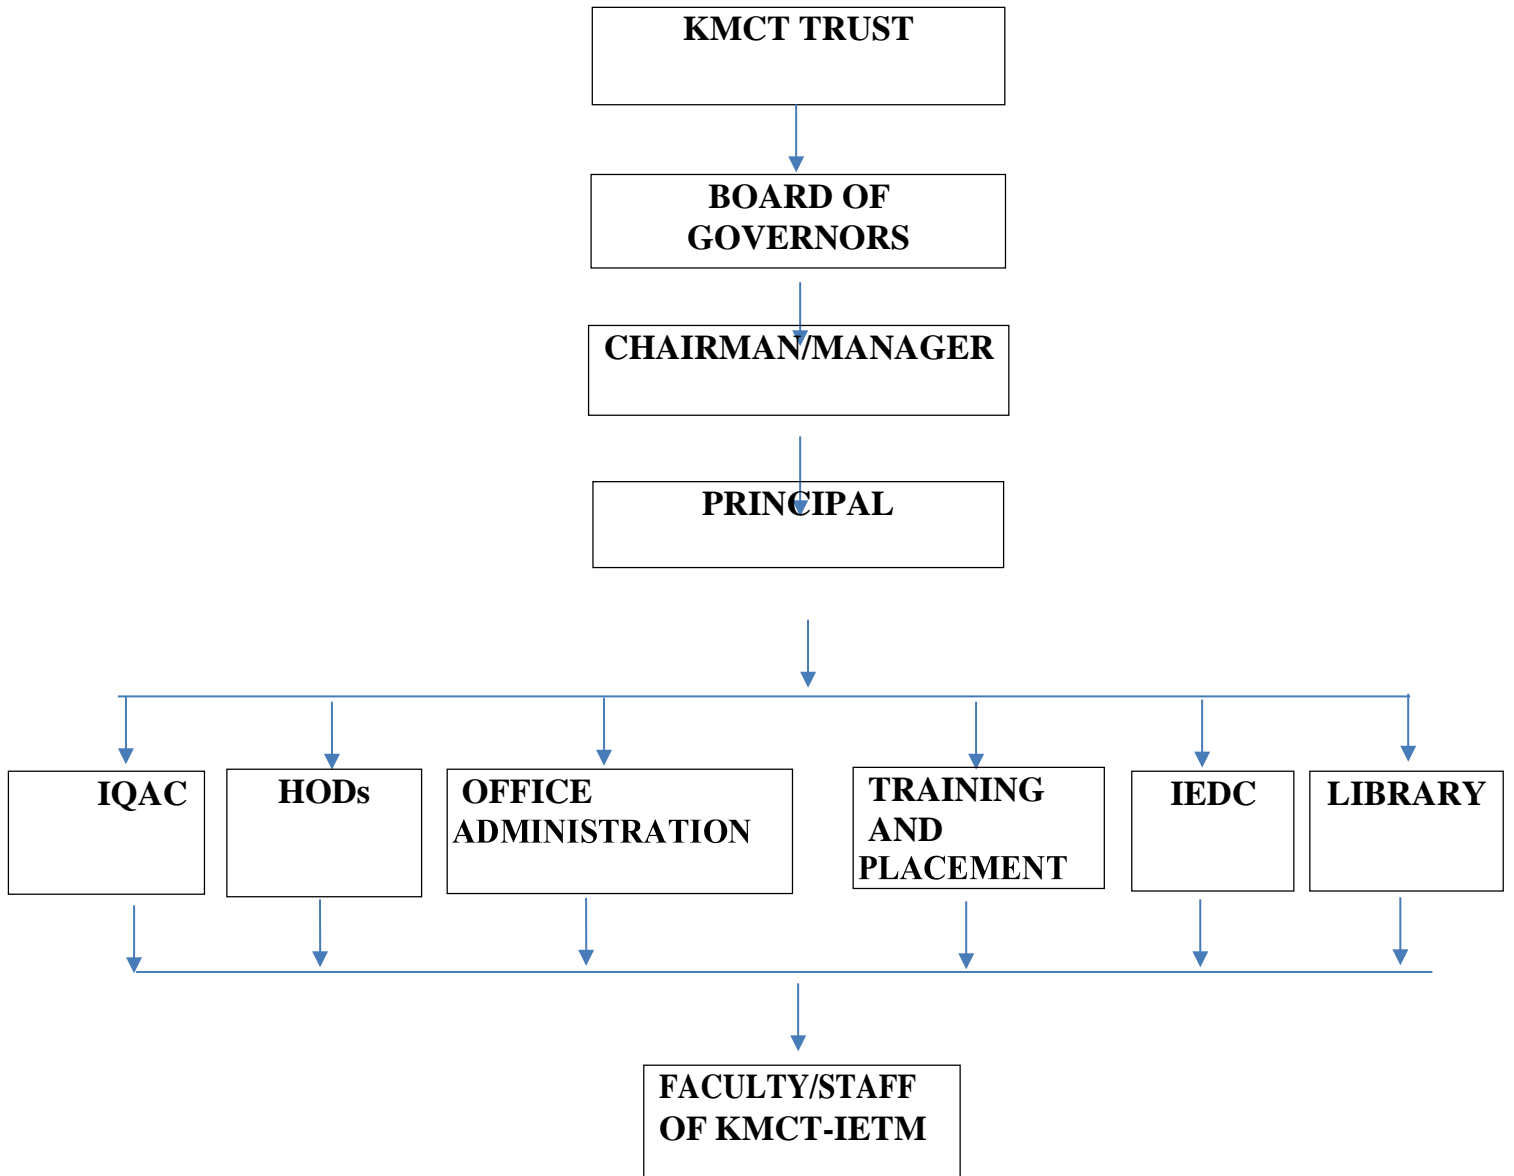 KMCT TRUST
BOARD OF
GOVERNORS
CHAIRMAN/MANAGER
PRINCIPAL
IQAC
HODs
OFFICE
ADMINISTRATION
TRAINING
AND
PLACEMENT
IEDC
LIBRARY
FACULTY/STAFF
OF KMCT-IETM